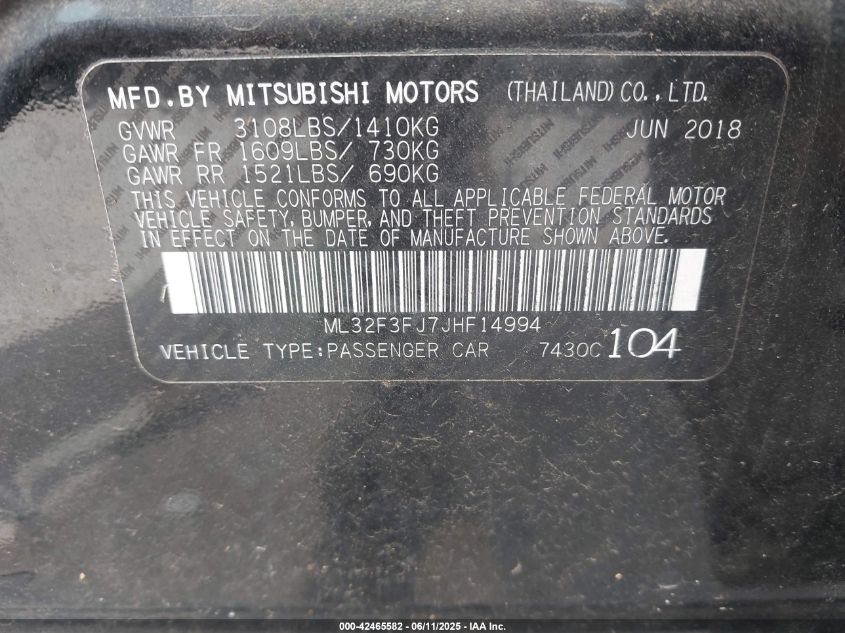 MFD.BY MITSUBISHI MOTORS (THAILAND) CO.,LTD.
GVWR 3108LBS/1410KG JUN 2018
GAWR FR 1609LBS/ 730KG
GAWR RR 1521LBS/ 690KG
THIS VEHICLE CONFORMS TO ALL APPLICABLE FEDERAL MOTOR
VEHICLE SAFETY, BUMPER, AND THEFT PREVENTION STANDARDS
IN EFFECT ON THE DATE OF MANUFACTURE SHOWN ABOVE.
ML32F3FJ7JHF14994
VEHICLE TYPE:PASSENGER CAR 7430C 104
000-42465582 - 06/11/2025 - IAA Inc.